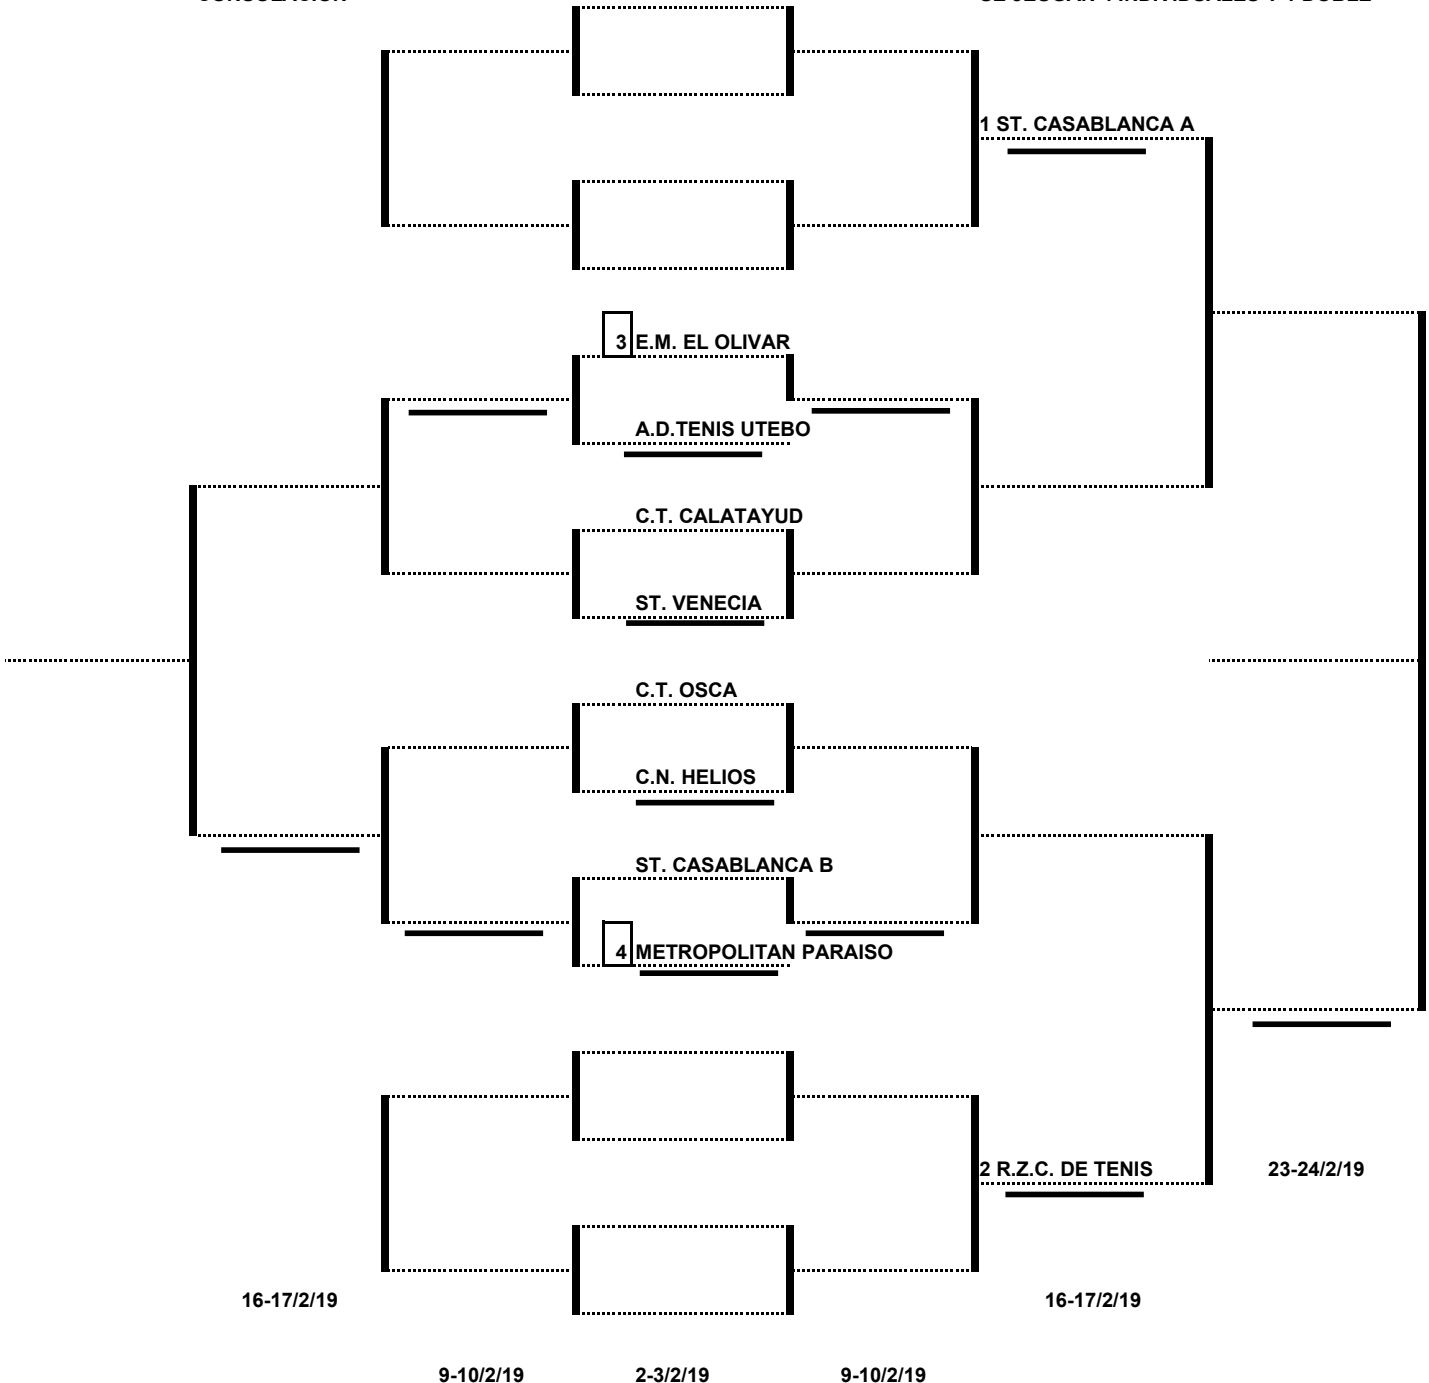 1 ST. CASABLANCA A
3 E.M. EL OLIVAR
A.D.TENIS UTEBO
C.T. CALATAYUD
ST. VENECIA
C.T. OSCA
C.N. HELIOS
ST. CASABLANCA B
4 METROPOLITAN PARAISO
2 R.Z.C. DE TENIS
23-24/2/19
16-17/2/19
16-17/2/19
9-10/2/19
2-3/2/19
9-10/2/19